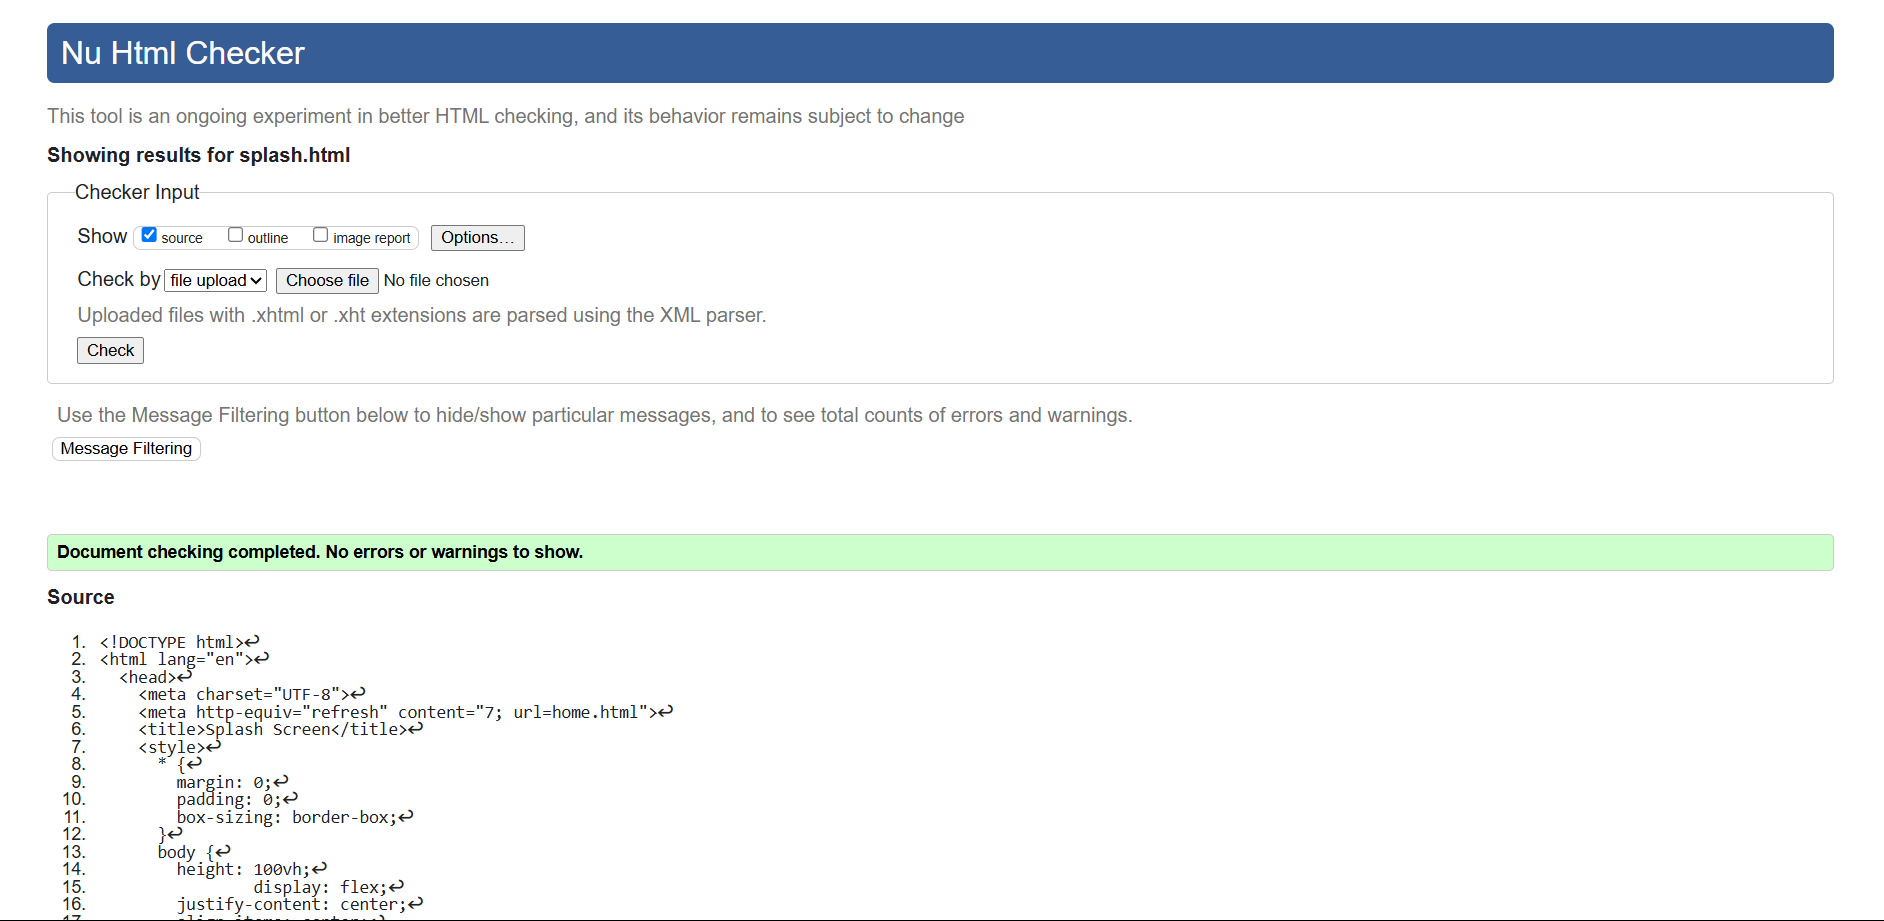 Nu Html Checker
This tool is an ongoing experiment in better HTML checking, and its behavior remains subject to change
Showing results for splash.html
Checker Input
Show source outline image report Options...
Check by file upload Choose file No file chosen
Uploaded files with .xhtml or .xht extensions are parsed using the XML parser.
Check
Use the Message Filtering button below to hide/show particular messages, and to see total counts of errors and warnings.
Message Filtering
Document checking completed. No errors or warnings to show.
Source
1. <!DOCTYPE html>↩
2. <html lang="en">↩
3.   <head>↩
4.     <meta charset="UTF-8">↩
5.     <meta http-equiv="refresh" content="7; url=home.html">↩
6.     <title>Splash Screen</title>↩
7.     <style>↩
8.       * {↩
9.         margin: 0;↩
10.         padding: 0;↩
11.         box-sizing: border-box;↩
12.       }↩
13.       body {↩
14.         height: 100vh;↩
15.                 display: flex;↩
16.         justify-content: center;↩
17.         align-items: center;↩